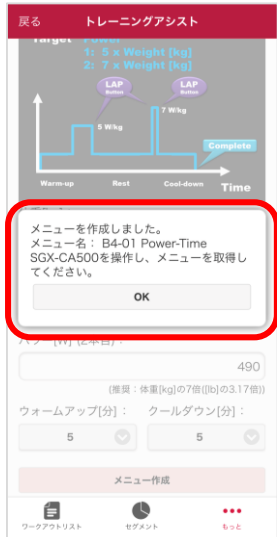 戻る
トレーニングアシスト
Target Power
1: 5 x Weight [kg]
2: 7 x Weight [kg]
LAP
Button
LAP
Button
7 W/kg
5 W/kg
Complete
Warm-up
Rest
Cool-down
Time
メニューを作成しました。
メニュー名： B4-01 Power-Time
SGX-CA500を操作し、メニューを取得し
てください。
OK
パワー[W] (2本目)：
490
(推奨：体重[kg]の7倍([lb]の3.17倍))
ウォームアップ[分]：
クールダウン[分]：
5
5
メニュー作成
ワークアウトリスト
セグメント
もっと